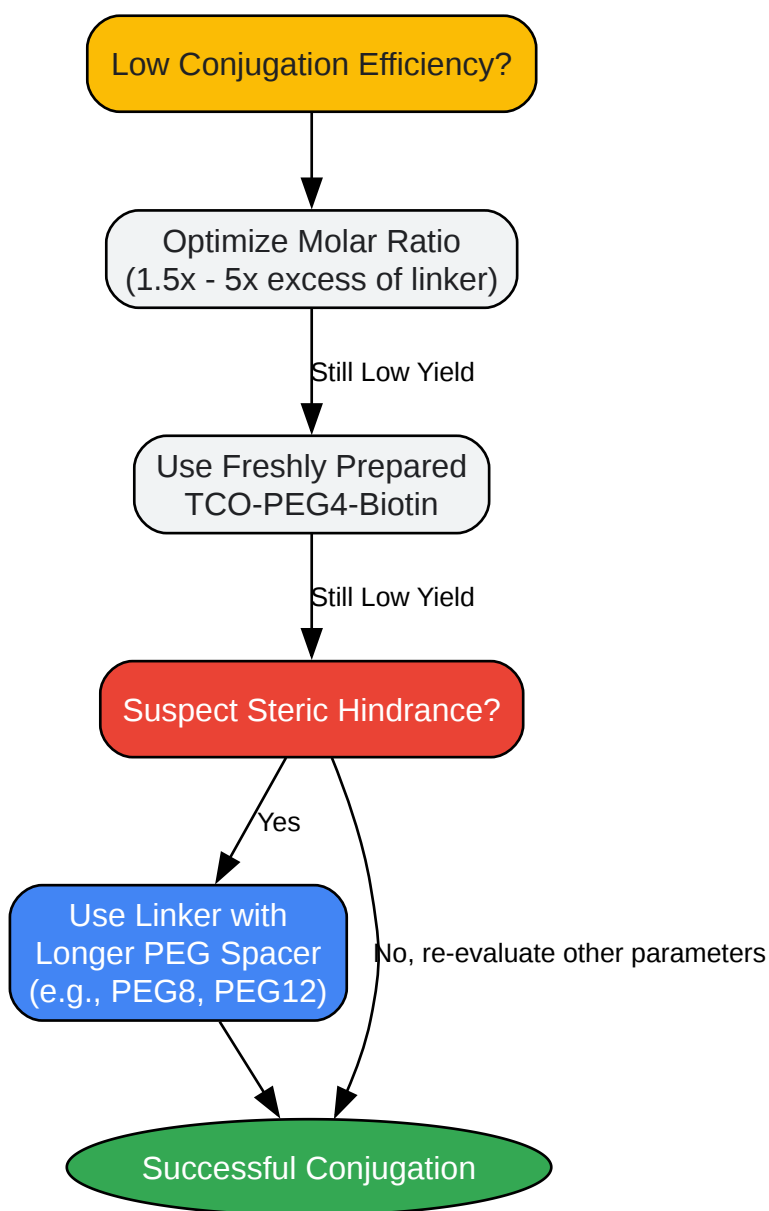 Low Conjugation Efficiency?
Optimize Molar Ratio
(1.5x - 5x excess of linker)
Still Low Yield
Use Freshly Prepared
TCO-PEG4-Biotin
Still Low Yield
Suspect Steric Hindrance?
Yes
Use Linker with
Longer PEG Spacer
(e.g., PEG8, PEG12)
No, re-evaluate other parameters
Successful Conjugation